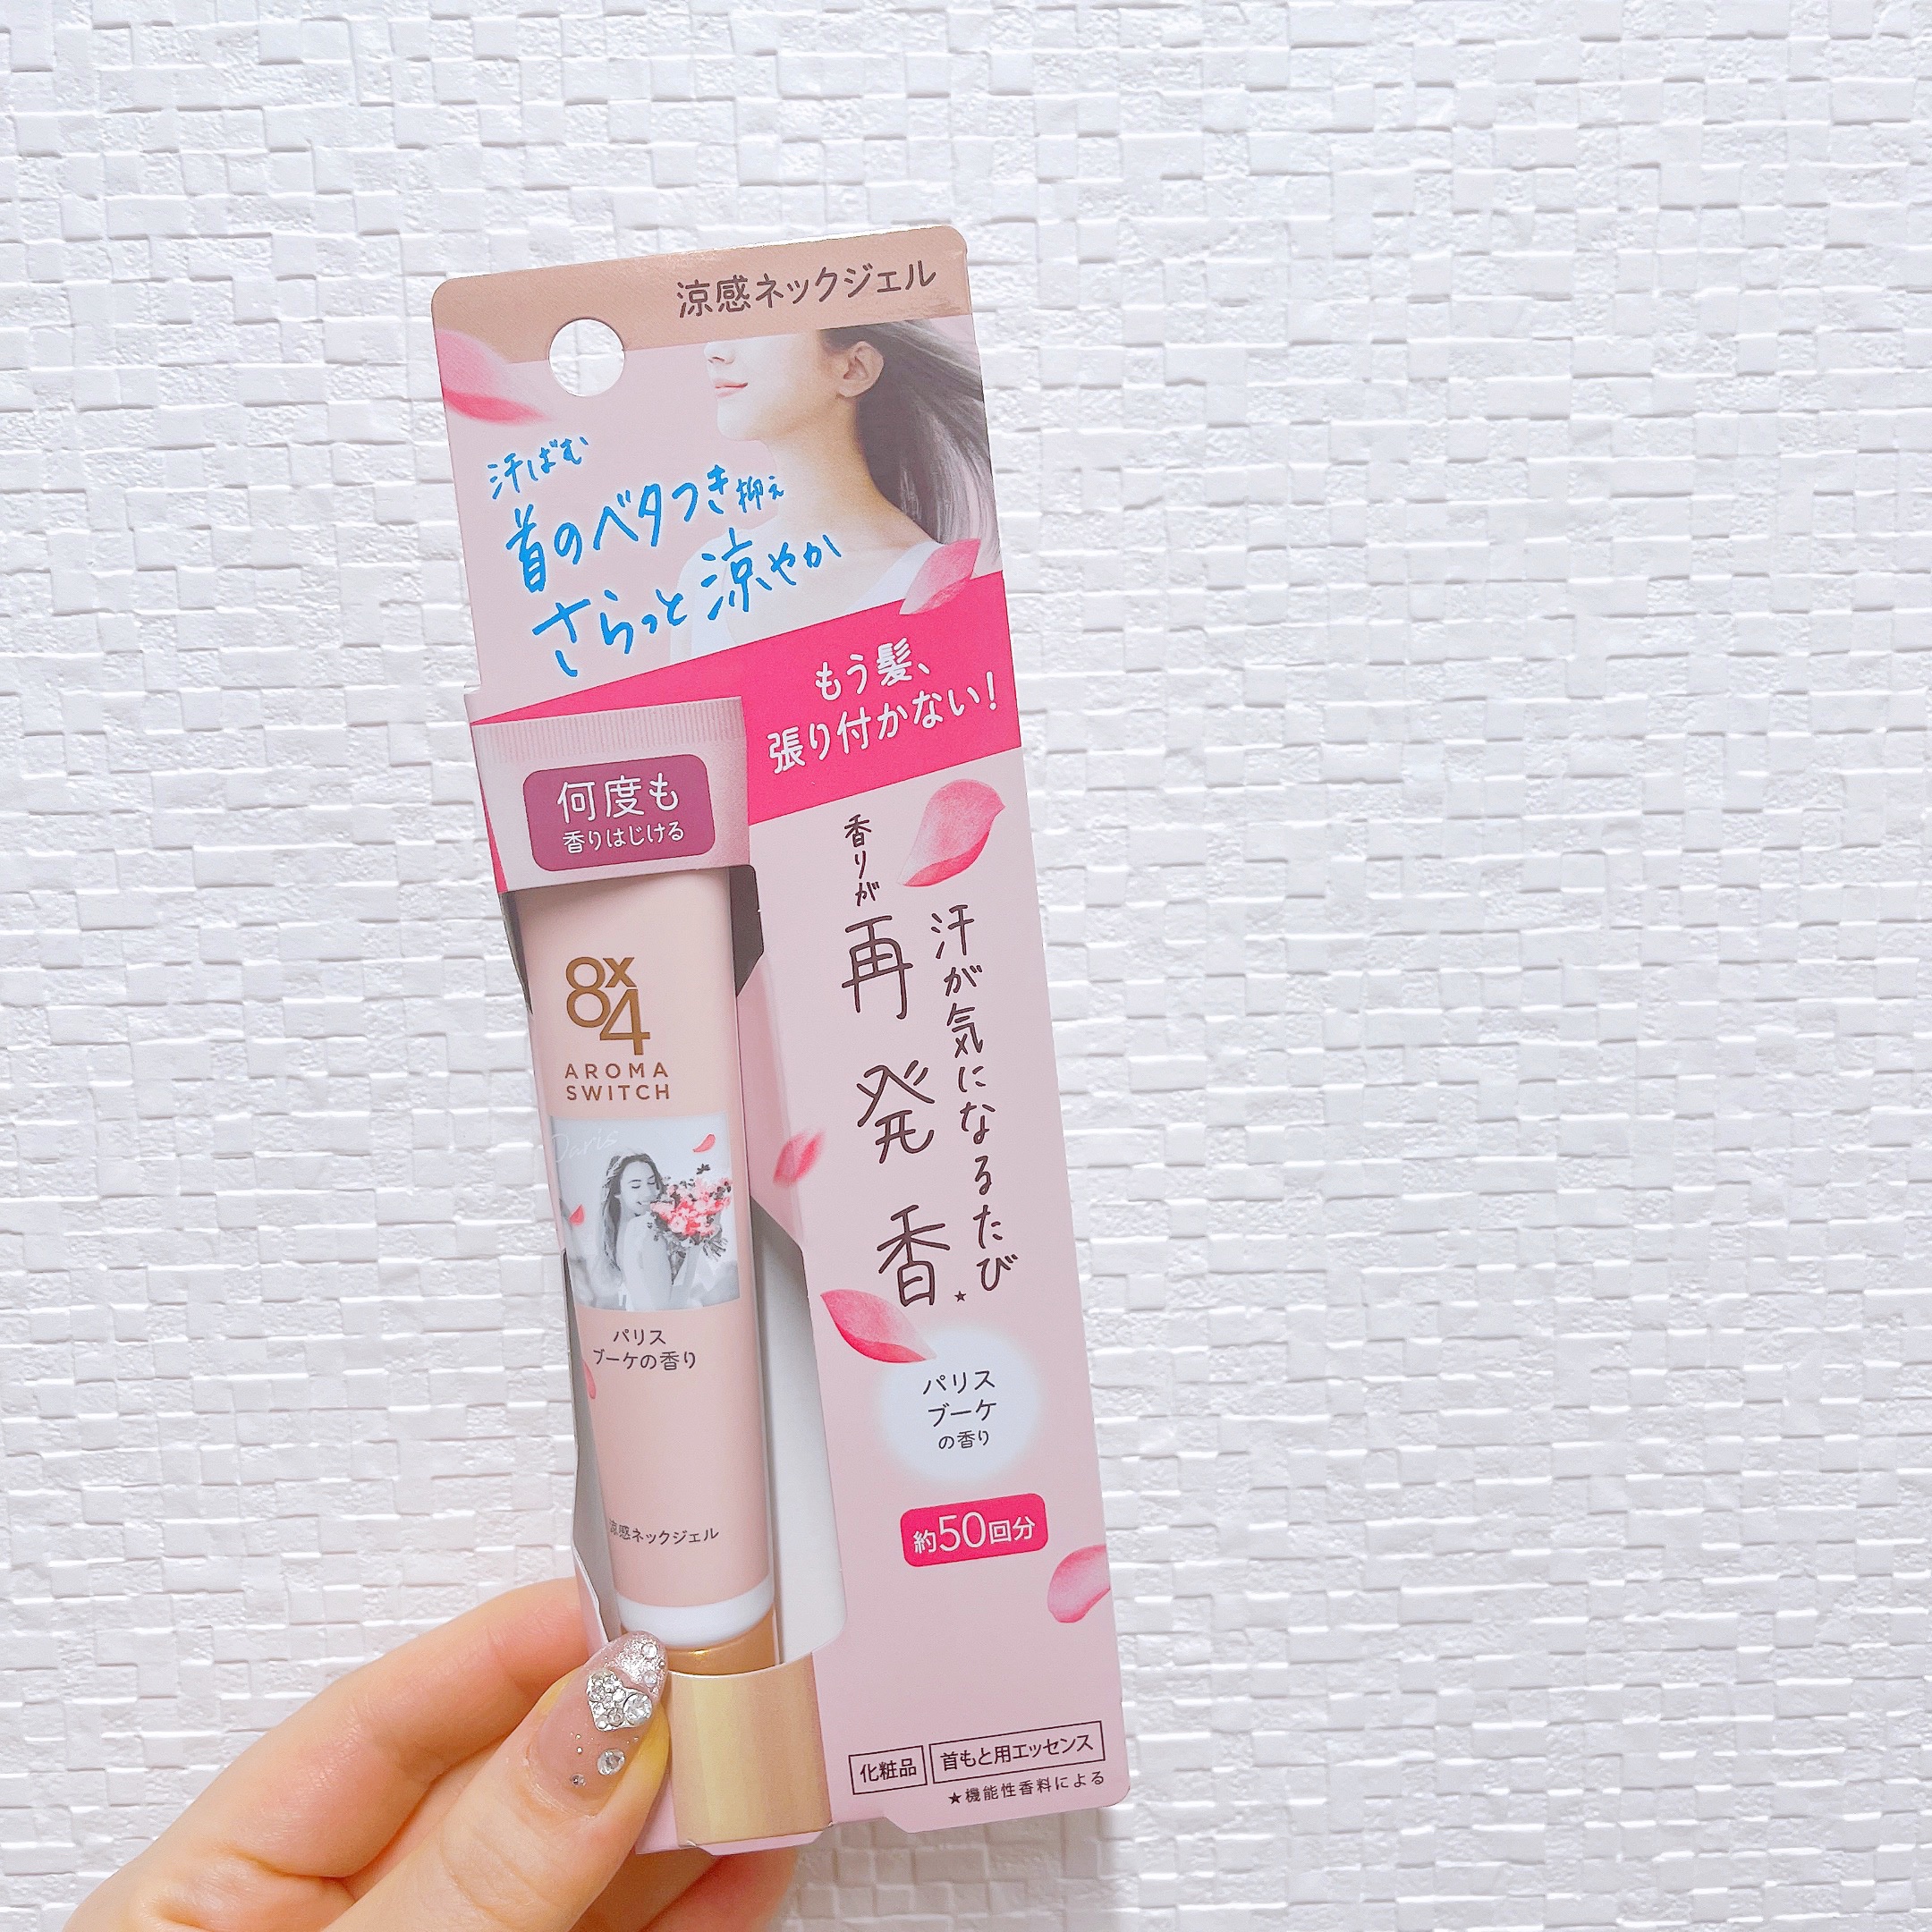 涼感ネックジェル
汗ばむ
首のベタつき抑え
さらっと涼やか
もう髪、
張り付かない!
何度も
香りはじける
汗が気になるたび
香りが再発香★
8x4
AROMA
SWITCH
Paris
パリス
ブーケの香り
涼感ネックジェル
パリス
ブーケ
の香り
約50回分
化粧品 首もと用エッセンス
★機能性香料による